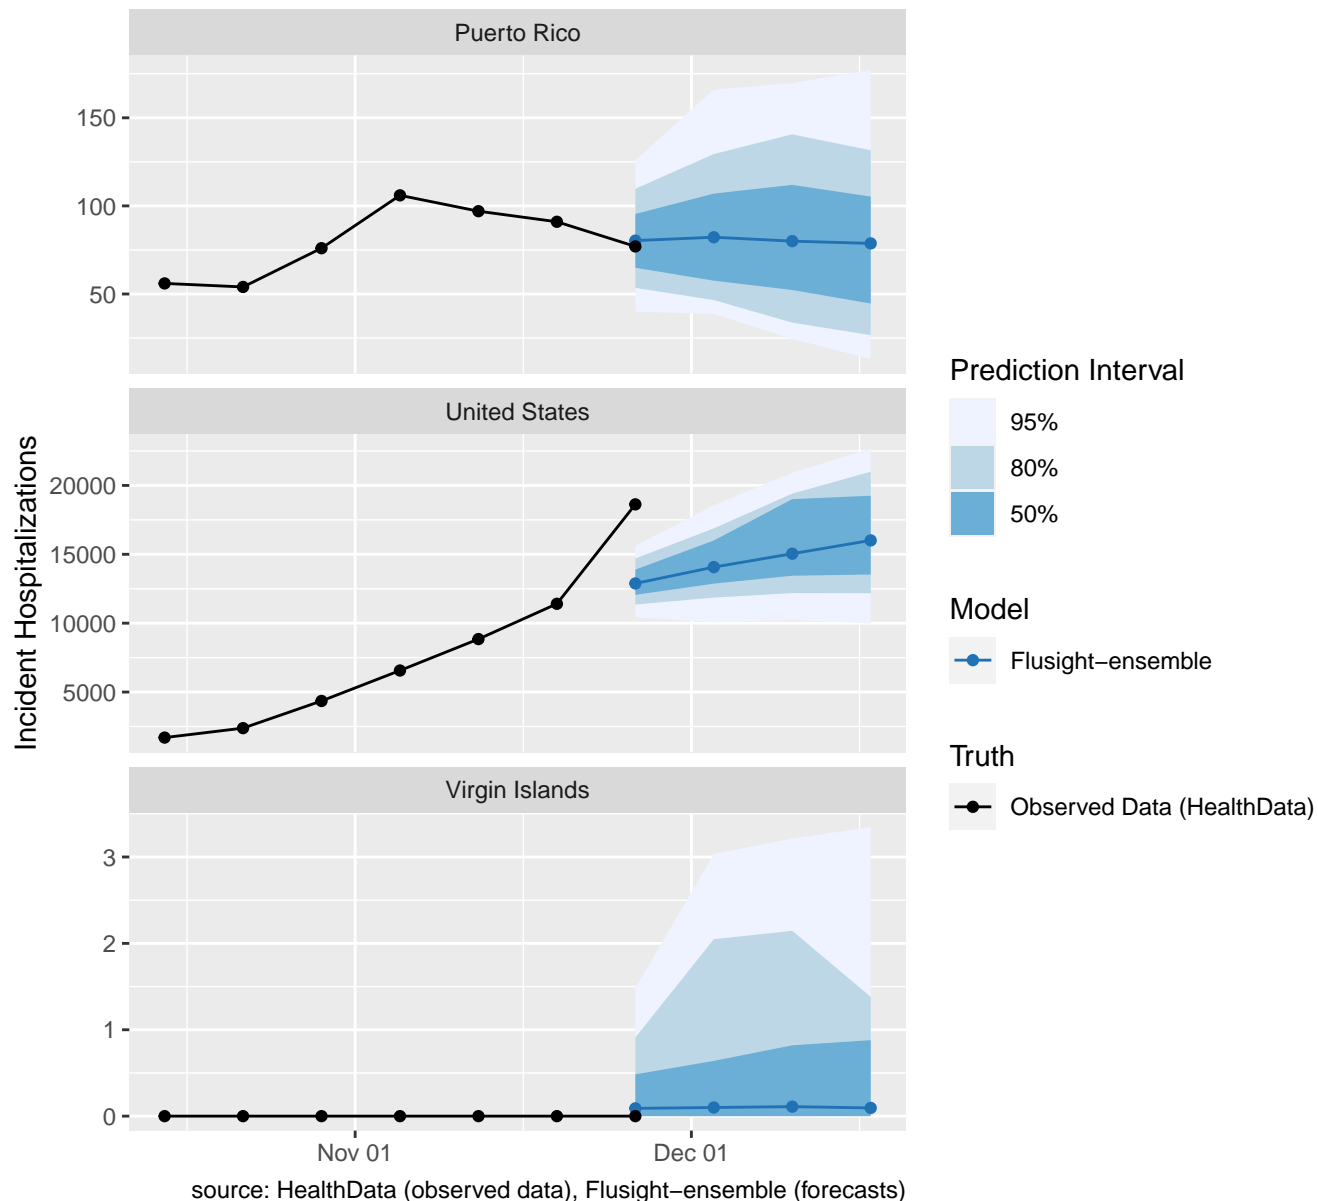 Puerto Rico
150
100
50
United States
20000
15000
10000
5000
Virgin Islands
3
2
1
0
Nov 01
Dec 01
Incident Hospitalizations
source: HealthData (observed data), Flusight−ensemble (forecasts)
Prediction Interval
95%
80%
50%
Model
Flusight−ensemble
Truth
Observed Data (HealthData)